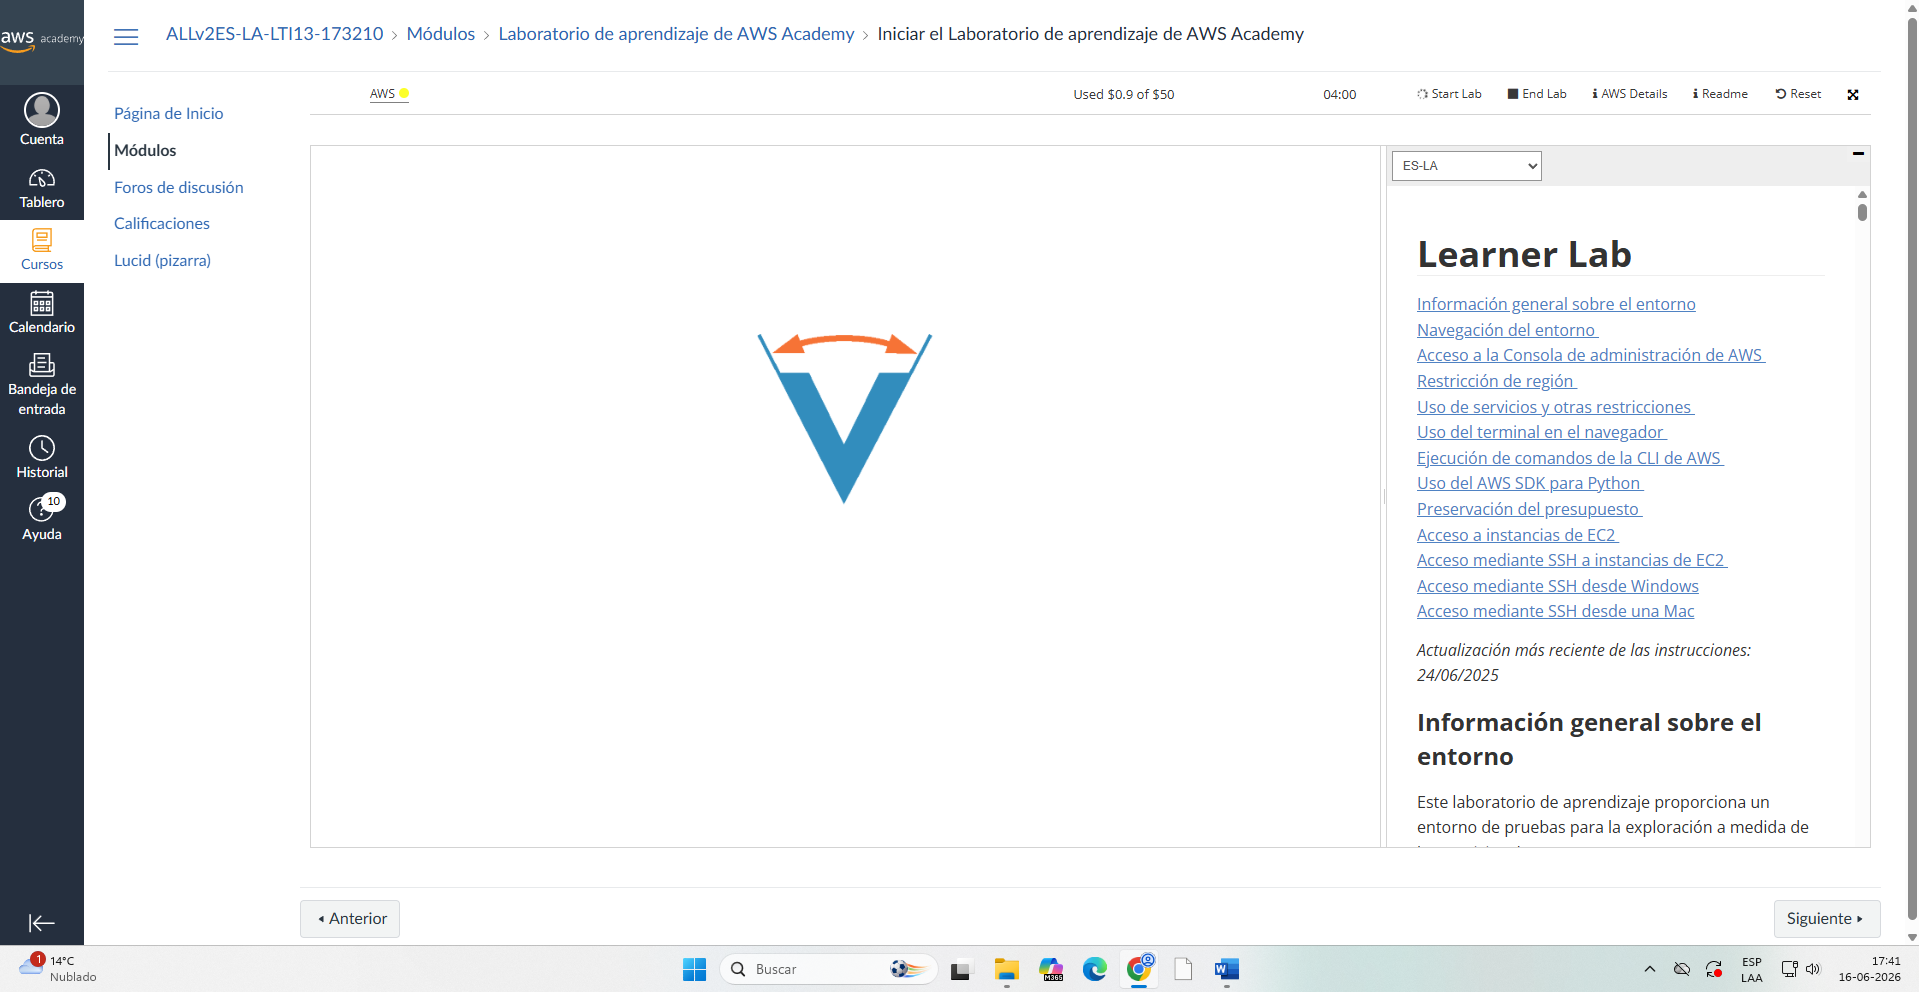 aws academy
ALLv2ES-LA-LTI13-173210 › Módulos › Laboratorio de aprendizaje de AWS Academy › Iniciar el Laboratorio de aprendizaje de AWS Academy
Cuenta
Tablero
Cursos
Calendario
Bandeja de
entrada
Historial
10
Ayuda
Página de Inicio
Módulos
Foros de discusión
Calificaciones
Lucid (pizarra)
AWS
Used $0.9 of $50
04:00
Start Lab
End Lab
AWS Details
Readme
Reset
ES-LA
Learner Lab
Información general sobre el entorno
Navegación del entorno
Acceso a la Consola de administración de AWS
Restricción de región
Uso de servicios y otras restricciones
Uso del terminal en el navegador
Ejecución de comandos de la CLI de AWS
Uso del AWS SDK para Python
Preservación del presupuesto
Acceso a instancias de EC2
Acceso mediante SSH a instancias de EC2
Acceso mediante SSH desde Windows
Acceso mediante SSH desde una Mac
Actualización más reciente de las instrucciones:
24/06/2025
Información general sobre el
entorno
Este laboratorio de aprendizaje proporciona un
entorno de pruebas para la exploración a medida de
Anterior
Siguiente
1
14°C
Nublado
Buscar
M365
ESP
LAA
17:41
16-06-2026